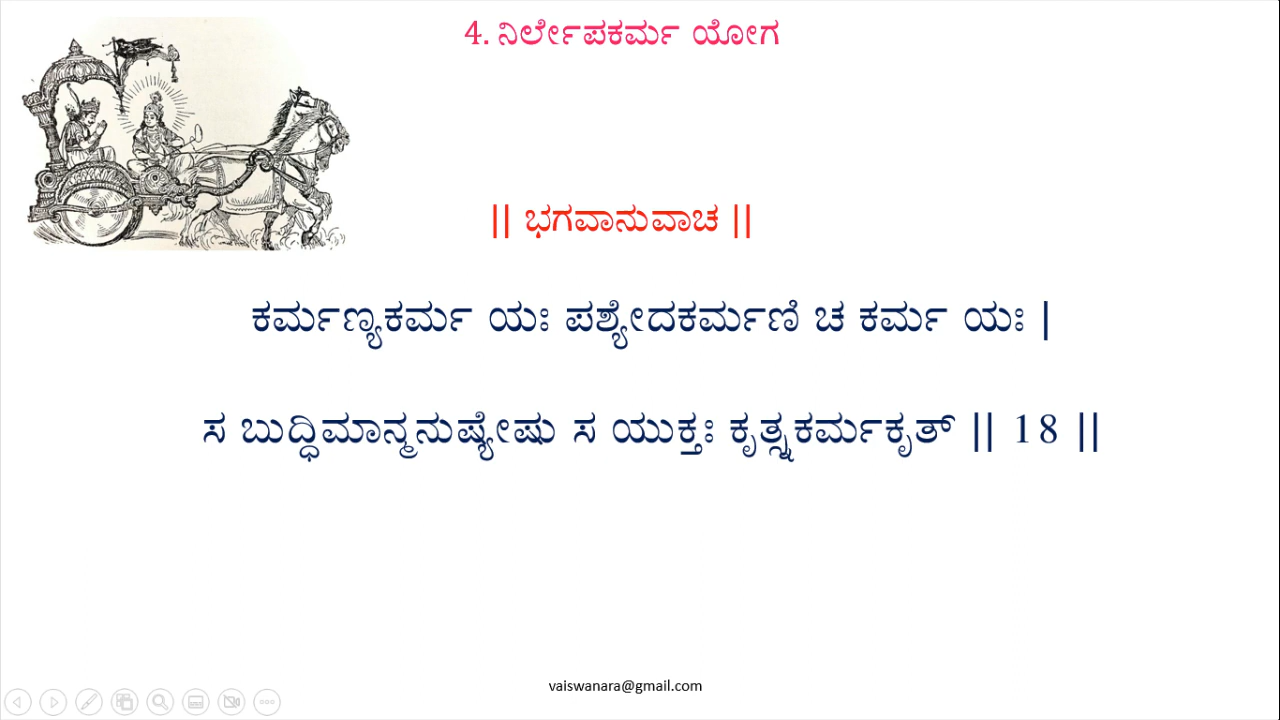 4. ನಿರ್ಲೇಪಕರ್ಮ ಯೋಗ
|| ಭಗವಾನುವಾಚ ||
ಕರ್ಮಣ್ಯಕರ್ಮ ಯಃ ಪಶ್ಯೇದಕರ್ಮಣಿ ಚ ಕರ್ಮ ಯಃ |
ಸ ಬುದ್ಧಿಮಾನ್ಮನುಷ್ಯೇಷು ಸ ಯುಕ್ತಃ ಕೃತ್ಸ್ನಕರ್ಮಕೃತ್ || 18 ||
vaiswanara@gmail.com